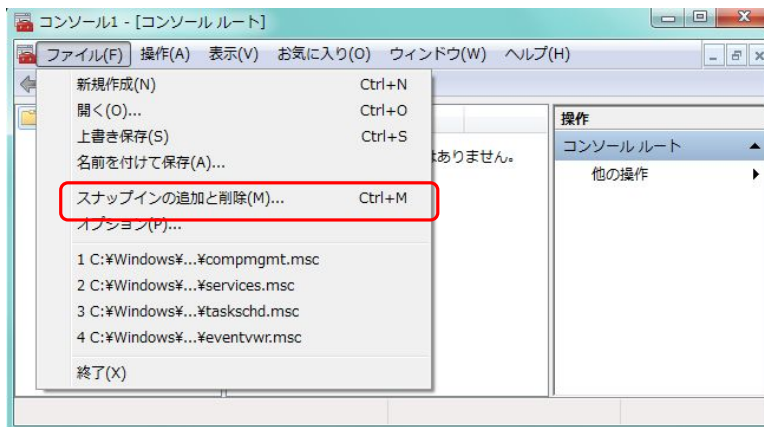 コンソール1 - [コンソール ルート]
ファイル(F) 操作(A) 表示(V) お気に入り(O) ウィンドウ(W) ヘルプ(H)
新規作成(N) Ctrl+N
開く(O)... Ctrl+O
上書き保存(S) Ctrl+S
名前を付けて保存(A)...
スナップインの追加と削除(M)... Ctrl+M
オプション(P)...
1 C:¥Windows¥...¥compmgmt.msc
2 C:¥Windows¥...¥services.msc
3 C:¥Windows¥...¥taskschd.msc
4 C:¥Windows¥...¥eventvwr.msc
終了(X)
はありません。
操作
コンソール ルート
他の操作